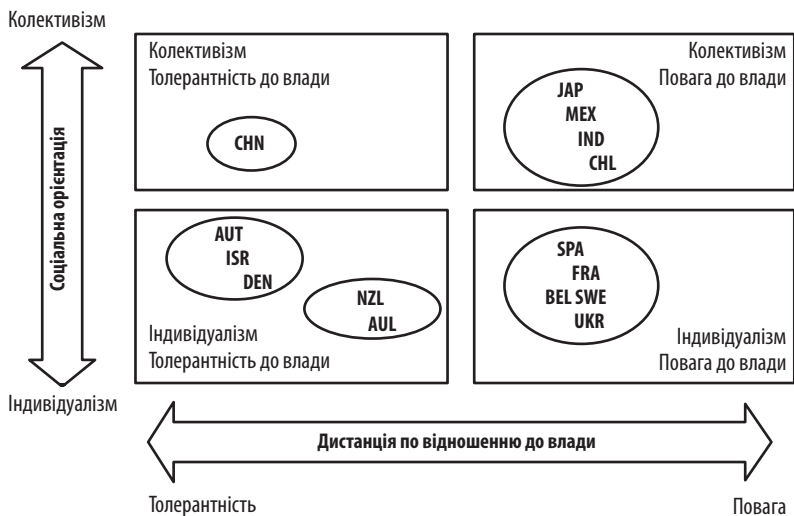 Колективізм
Колективізм
Толерантність до влади
CHN
Колективізм
Повага до влади
JAP
MEX
IND
CHL
Соціальна орієнтація
AUT
ISR
DEN
NZL
AUL
Індивідуалізм
Толерантність до влади
SPA
FRA
BEL SWE
UKR
Індивідуалізм
Повага до влади
Індивідуалізм
Дистанція по відношенню до влади
Толерантність
Повага